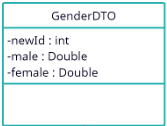 GenderDTO
-newId : int
-male : Double
-female : Double